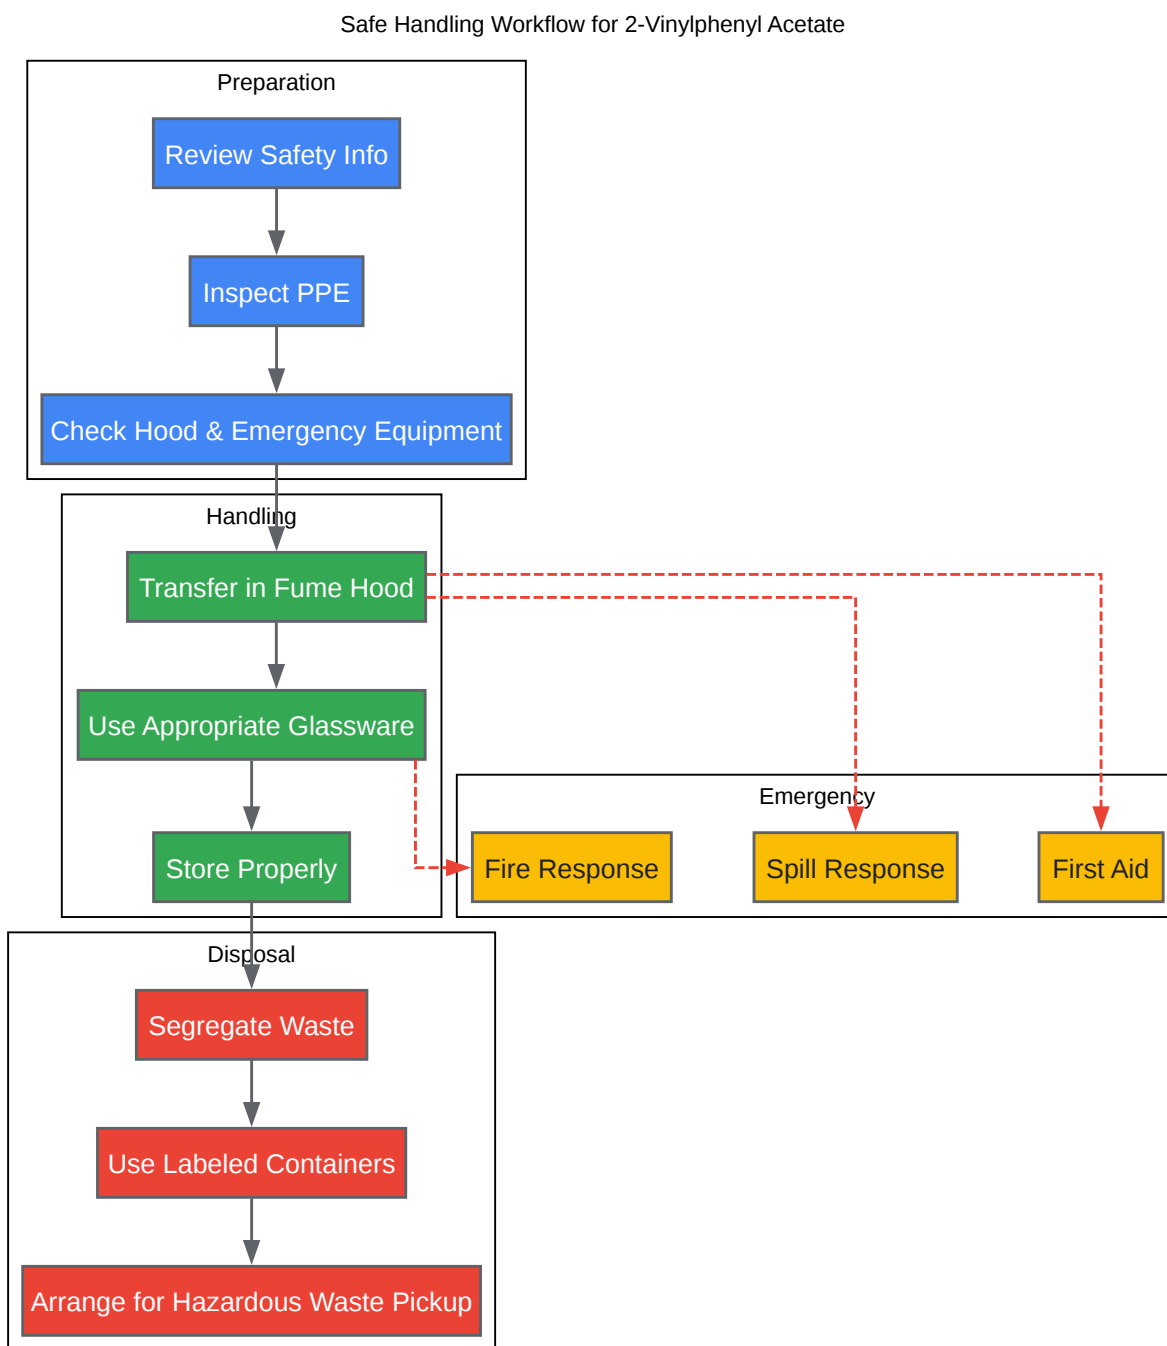 Safe Handling Workflow for 2-Vinylphenyl Acetate
Preparation
Review Safety Info
Inspect PPE
Check Hood & Emergency Equipment
Handling
Transfer in Fume Hood
Use Appropriate Glassware
Store Properly
Emergency
Fire Response
Spill Response
First Aid
Disposal
Segregate Waste
Use Labeled Containers
Arrange for Hazardous Waste Pickup